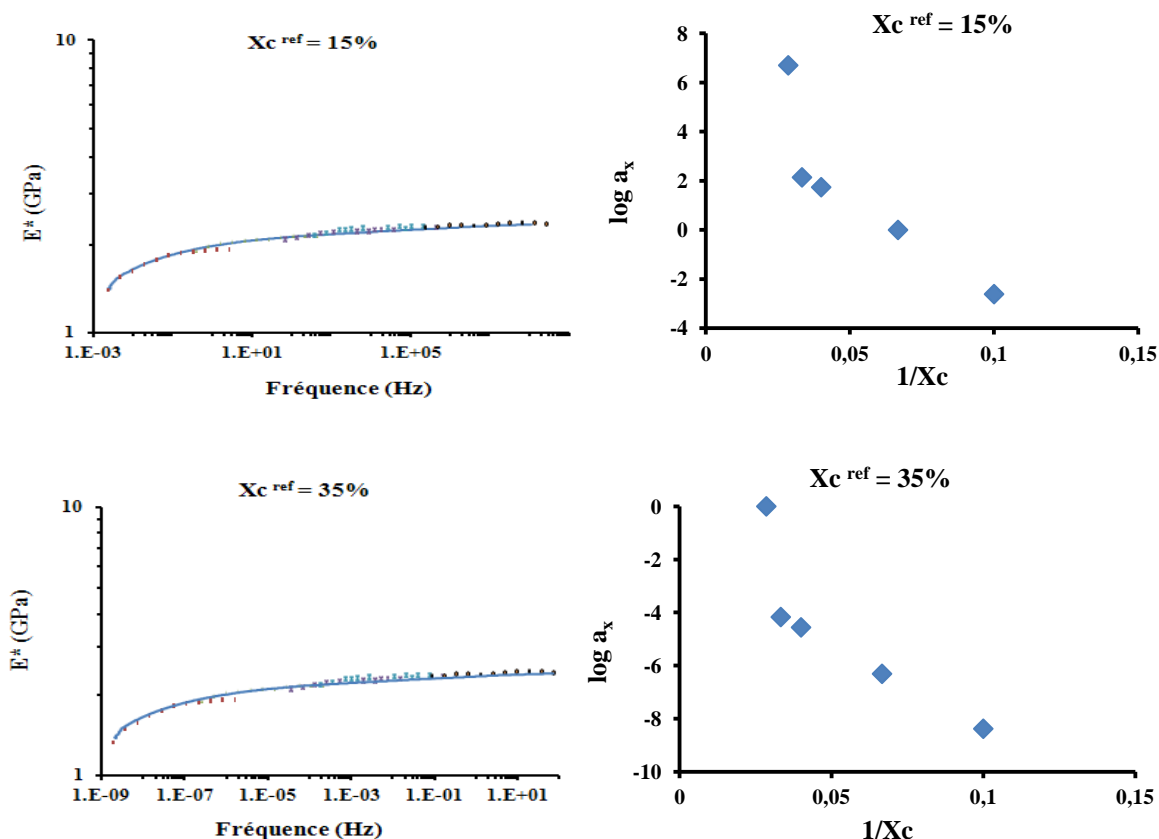 Xc ref = 15%
10
1
E* (GPa)
1.E-03
1.E+01
1.E+05
Fréquence (Hz)
Xc ref = 15%
8
6
4
2
0
-2
-4
log ax
0
0,05
0,1
0,15
1/Xc
Xc ref = 35%
10
1
E* (GPa)
1.E-09
1.E-07
1.E-05
1.E-03
1.E-01
1.E+01
Fréquence (Hz)
Xc ref = 35%
0
-2
-4
-6
-8
-10
log ax
0
0,05
0,1
0,15
1/Xc